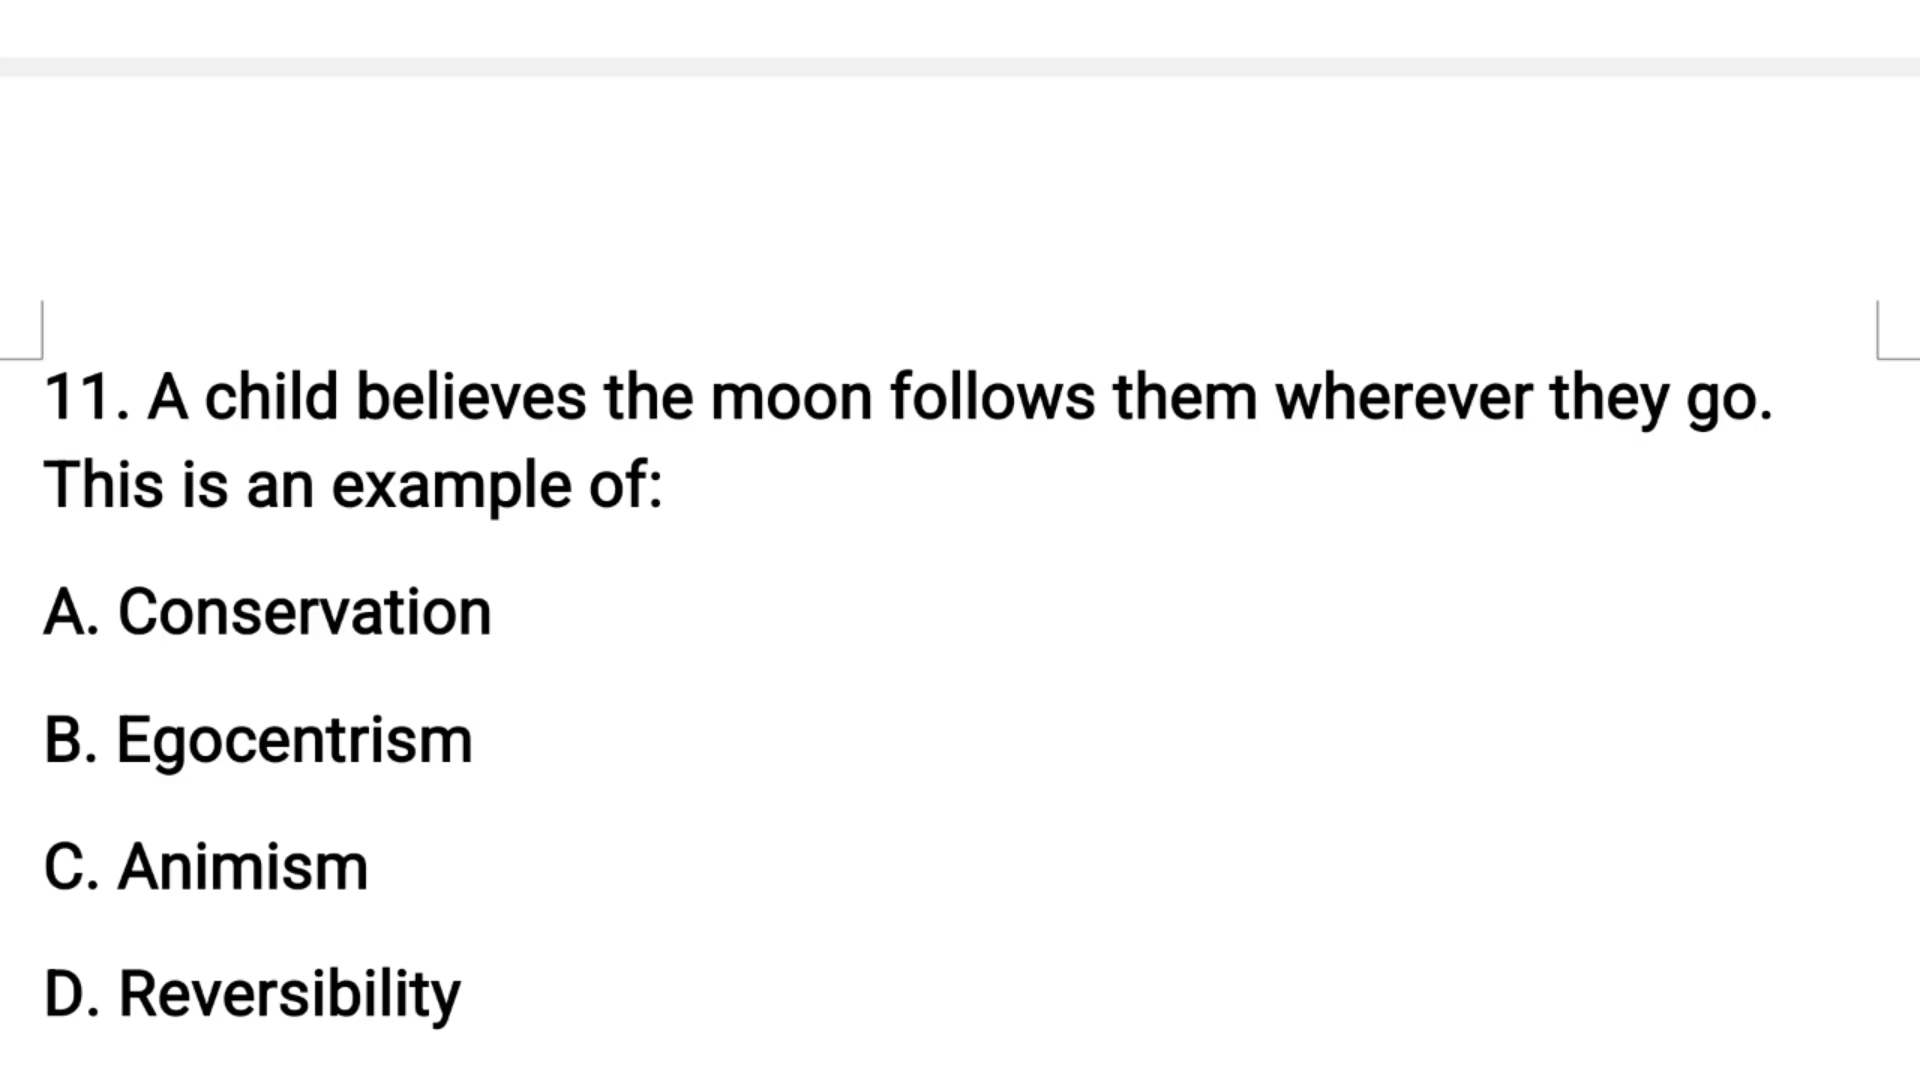 11. A child believes the moon follows them wherever they go.
This is an example of:
A. Conservation
B. Egocentrism
C. Animism
D. Reversibility